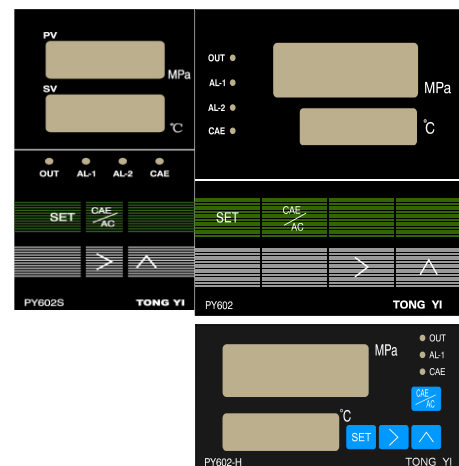 PV
MPa
SV
℃
OUT AL-1 AL-2 CAE
SET CAE/AC
> ∧
PY602S TONG YI
OUT
AL-1
AL-2
CAE
MPa
℃
SET CAE/AC
> ∧
PY602 TONG YI
MPa
OUT
AL-1
CAE
CAE/AC
℃
SET > ∧
PY602-H TONG YI